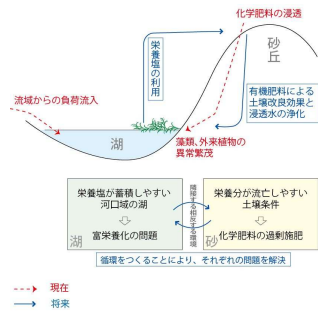 化学肥料の浸透
砂丘
栄養塩の利用
有機肥料による
土壌改良効果と
浸透水の浄化
流域からの負荷流入
湖
藻類、外来植物の
異常繁茂
栄養塩が蓄積しやすい
河口域の湖
富栄養化の問題
湖
隣接する相反する環境
栄養分が流亡しやすい
土壌条件
化学肥料の過剰施肥
砂
循環をつくることにより、それぞれの問題を解決
現在
将来